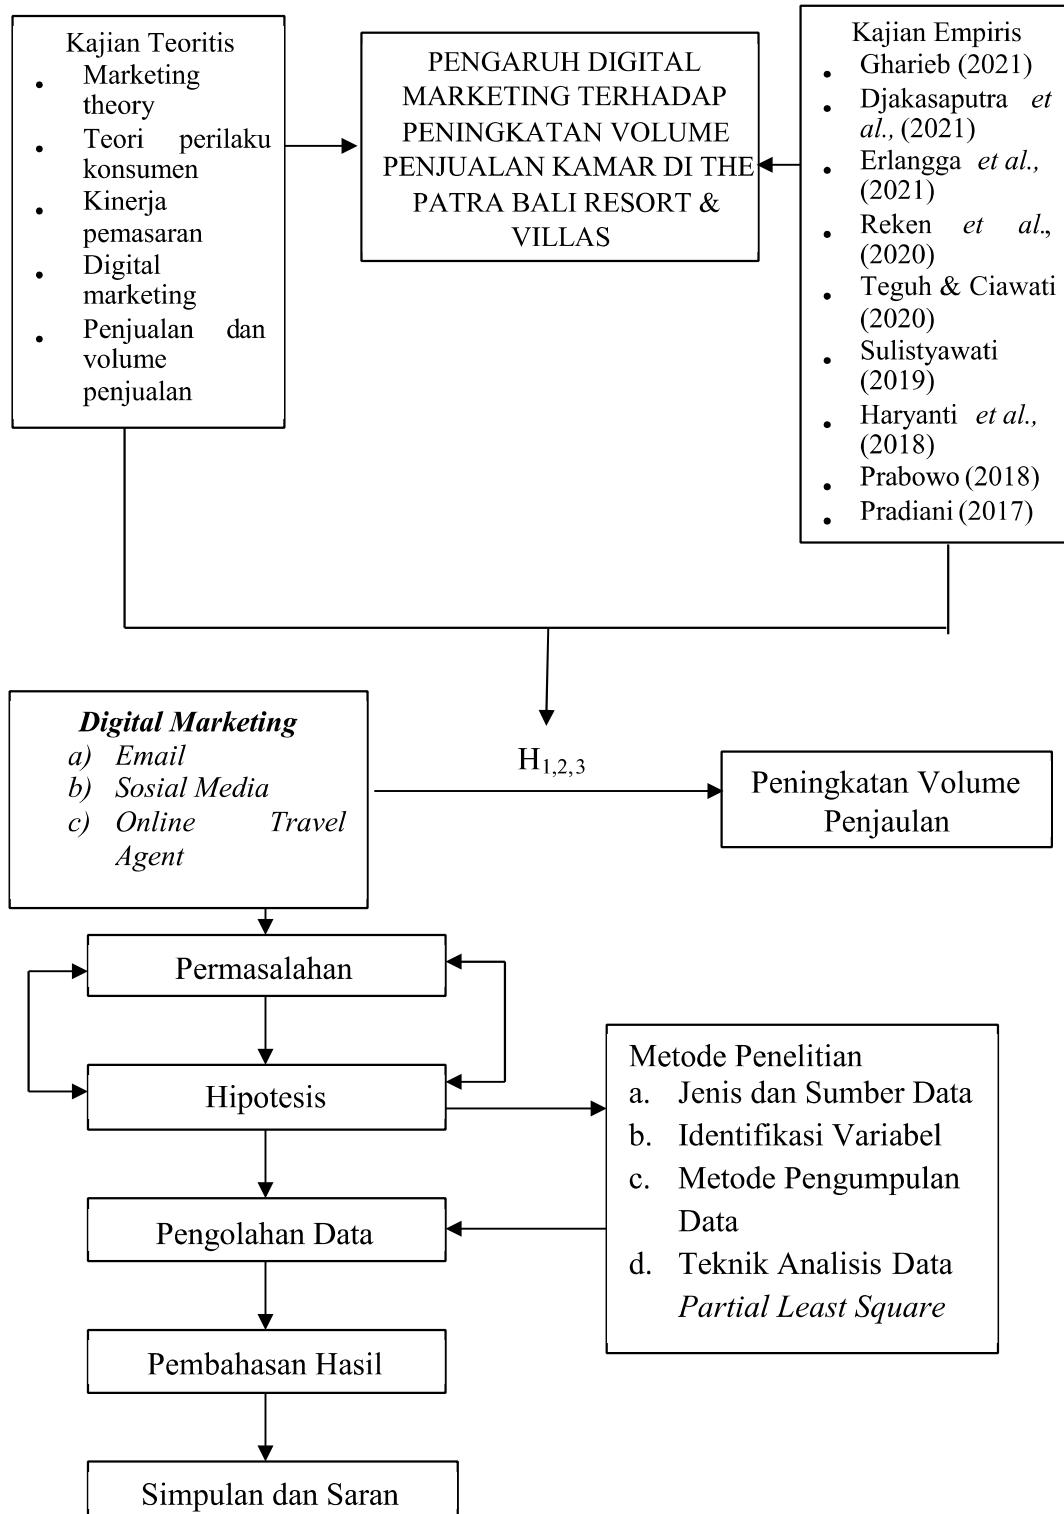 Kajian Teoritis
• Marketing
theory
• Teori perilaku
konsumen
• Kinerja
pemasaran
• Digital
marketing
• Penjualan dan
volume
penjualan
PENGARUH DIGITAL
MARKETING TERHADAP
PENINGKATAN VOLUME
PENJUALAN KAMAR DI THE
PATRA BALI RESORT &
VILLAS
Kajian Empiris
• Gharieb (2021)
• Djakasaputra et
al., (2021)
• Erlangga et al.,
(2021)
• Reken et al.,
(2020)
• Teguh & Ciawati
(2020)
• Sulistyawati
(2019)
• Haryanti et al.,
(2018)
• Prabowo (2018)
• Pradiani (2017)
Digital Marketing
a) Email
b) Sosial Media
c) Online Travel
Agent
H1,2,3
Peningkatan Volume
Penjaulan
Permasalahan
Hipotesis
Metode Penelitian
a. Jenis dan Sumber Data
b. Identifikasi Variabel
c. Metode Pengumpulan
Data
d. Teknik Analisis Data
Partial Least Square
Pengolahan Data
Pembahasan Hasil
Simpulan dan Saran